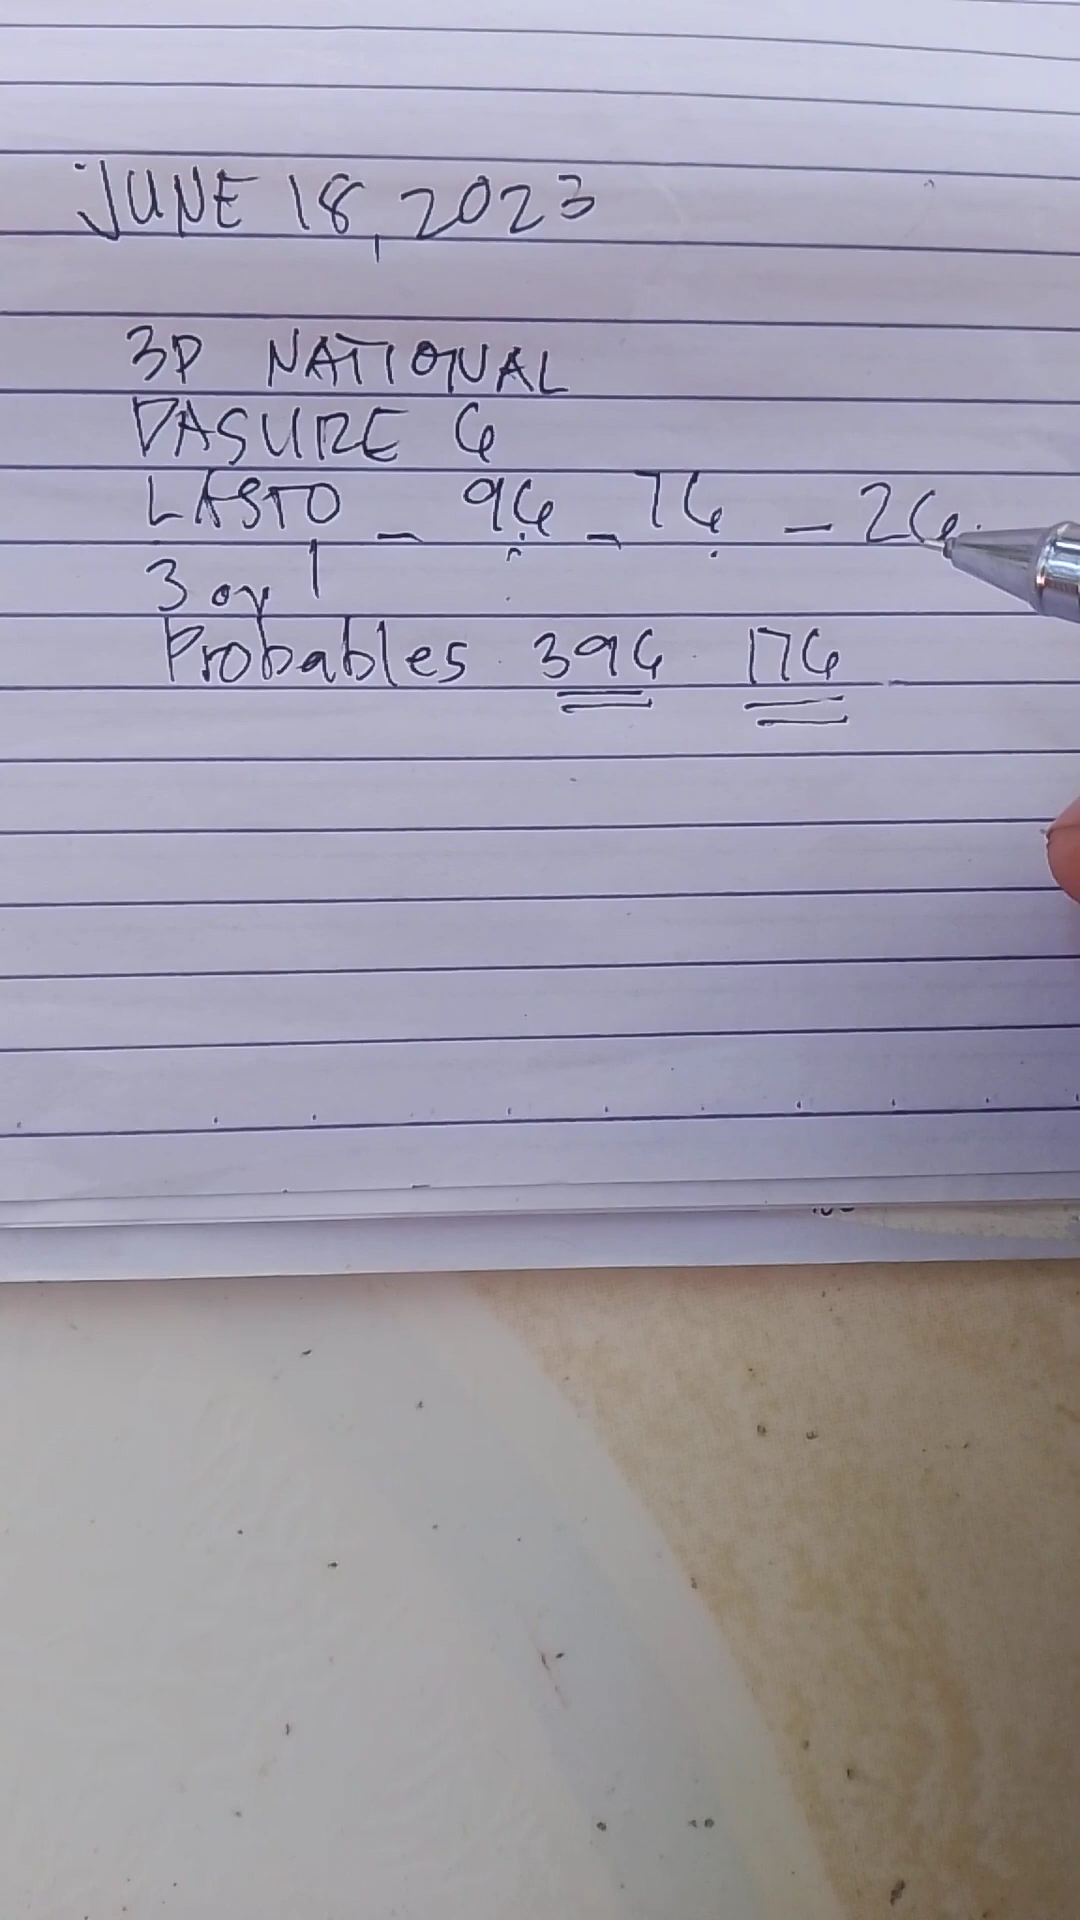 JUNE 18, 2023
3D NATIONAL
PASURE 6
LASTO - 96 - 76 - 26
3 or 1
Probables 396 176